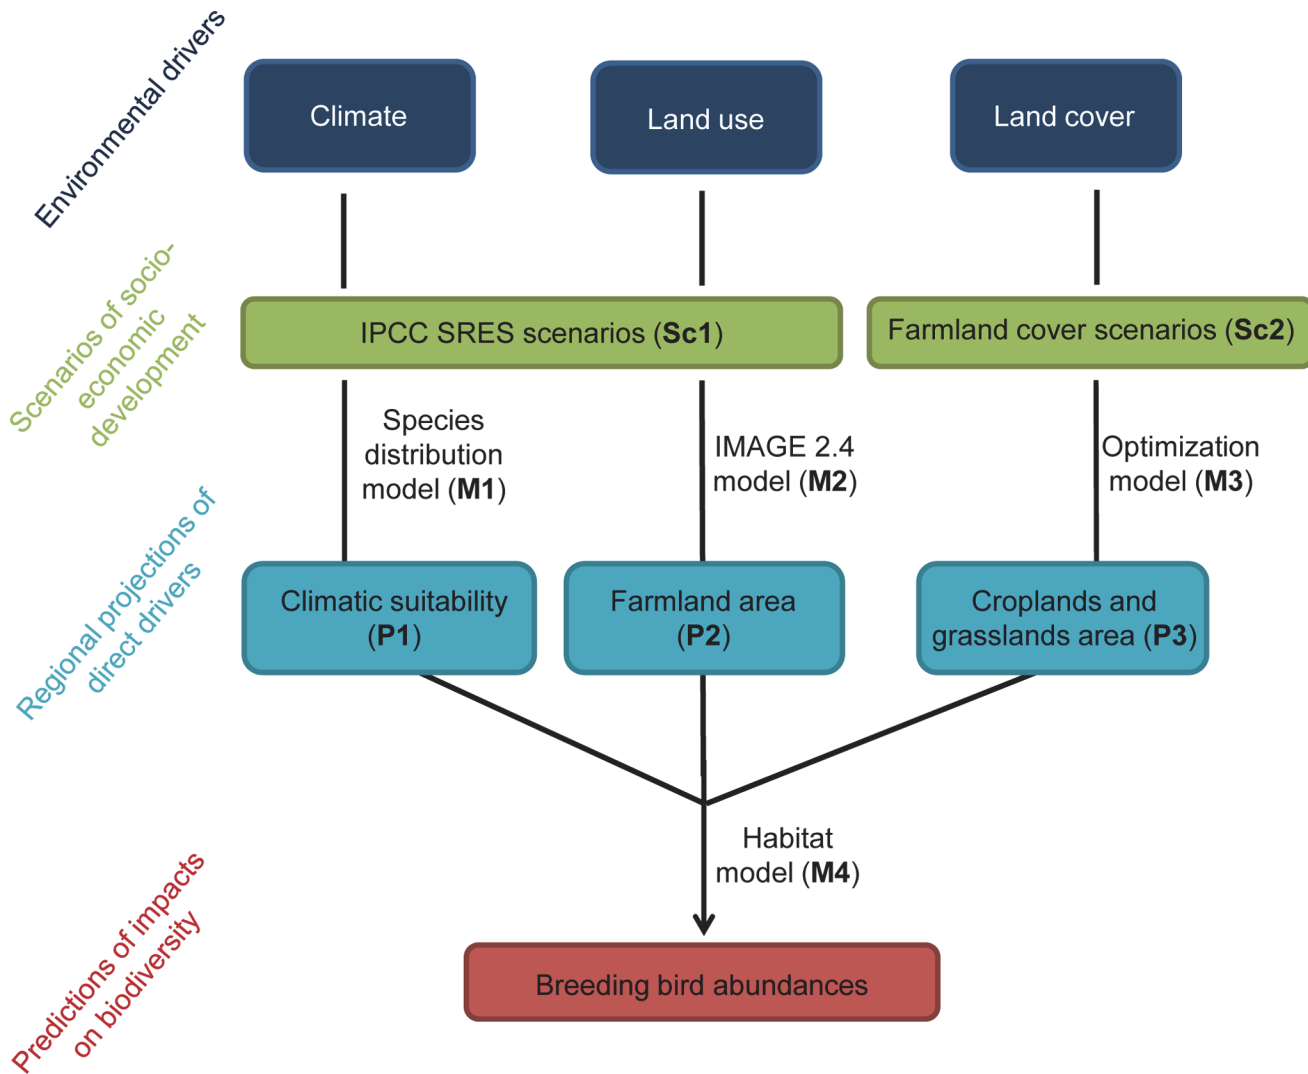 Environmental drivers
Climate
Land use
Land cover
Scenarios of socio-
economic
development
IPCC SRES scenarios (Sc1)
Farmland cover scenarios (Sc2)
Species
distribution
model (M1)
IMAGE 2.4
model (M2)
Optimization
model (M3)
Regional projections of
direct drivers
Climatic suitability
(P1)
Farmland area
(P2)
Croplands and
grasslands area (P3)
Habitat
model (M4)
Predictions of impacts
on biodiversity
Breeding bird abundances